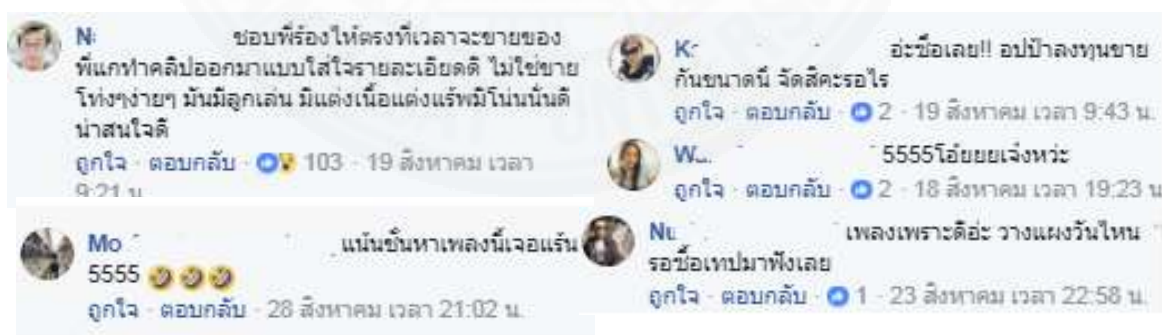 ชอบพี่ร้องไห้ตรงที่เวลาจะขายของ
พี่แกทำคลิปออกมาแบบใส่ใจรายละเอียดดี ไม่ใช่ขาย
โท่งๆง่ายๆ มันมีลูกเล่น มีแต่งเนื้อแต่งแร๊พมีโน่นนั่นดี
น่าสนใจดี
ถูกใจ · ตอบกลับ · 103 · 19 สิงหาคม เวลา
9:21 น.
Mo แน้นชั้นหาเพลงนี้เจอแร้น
5555 🤣🤣🤣
ถูกใจ · ตอบกลับ · 28 สิงหาคม เวลา 21:02 น.
อ่ะซื้อเลย!! อปป้าลงทุนขาย
กันขนาดนี้ จัดสิคะรอไร
ถูกใจ · ตอบกลับ · 2 · 19 สิงหาคม เวลา 9:43 น.
5555โอ๊ยยยเจ๋งหว่ะ
ถูกใจ · ตอบกลับ · 2 · 18 สิงหาคม เวลา 19:23 น
Nu เพลงเพราะดีอ่ะ วางแผงวันไหน
รอซื้อเทปมาฟังเลย
ถูกใจ · ตอบกลับ · 1 · 23 สิงหาคม เวลา 22:58 น.